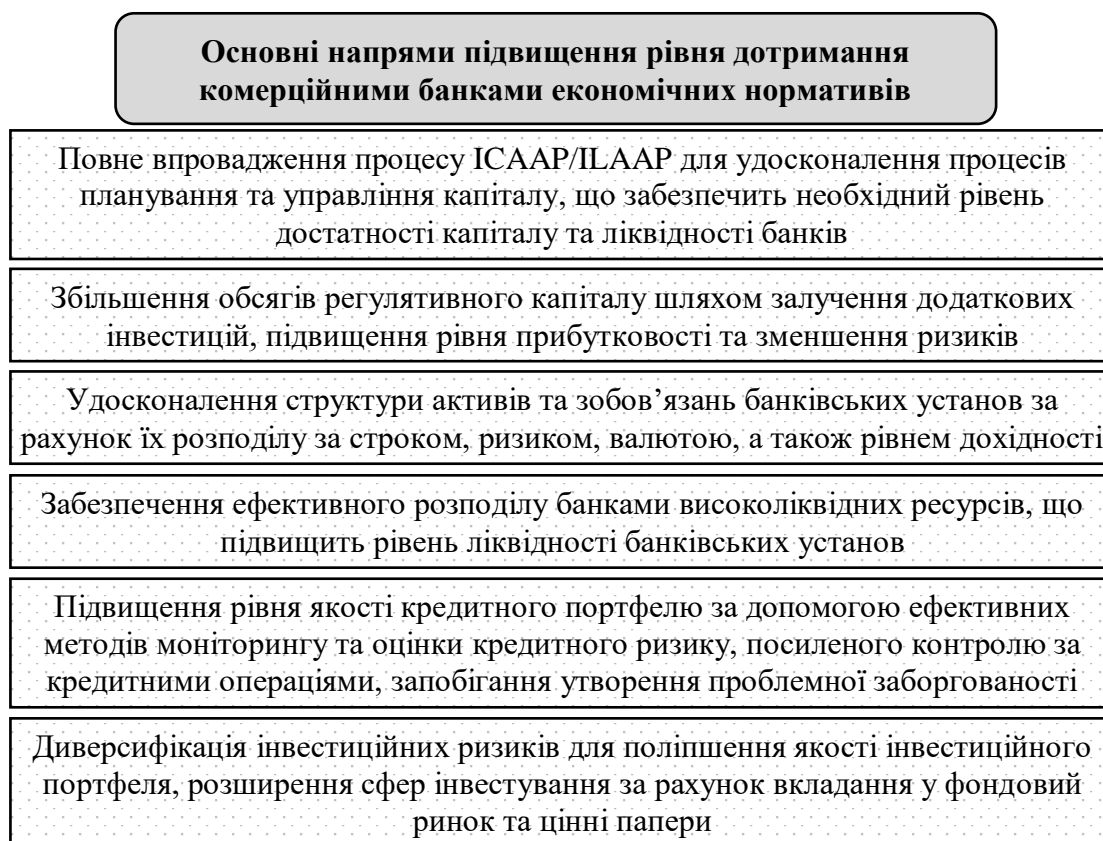 Основні напрями підвищення рівня дотримання
комерційними банками економічних нормативів
Повне впровадження процесу ICAAP/ILAAP для удосконалення процесів
планування та управління капіталу, що забезпечить необхідний рівень
достатності капіталу та ліквідності банків
Збільшення обсягів регулятивного капіталу шляхом залучення додаткових
інвестицій, підвищення рівня прибутковості та зменшення ризиків
Удосконалення структури активів та зобов’язань банківських установ за
рахунок їх розподілу за строком, ризиком, валютою, а також рівнем дохідності
Забезпечення ефективного розподілу банками високоліквідних ресурсів, що
підвищить рівень ліквідності банківських установ
Підвищення рівня якості кредитного портфелю за допомогою ефективних
методів моніторингу та оцінки кредитного ризику, посиленого контролю за
кредитними операціями, запобігання утворення проблемної заборгованості
Диверсифікація інвестиційних ризиків для поліпшення якості інвестиційного
портфеля, розширення сфер інвестування за рахунок вкладання у фондовий
ринок та цінні папери